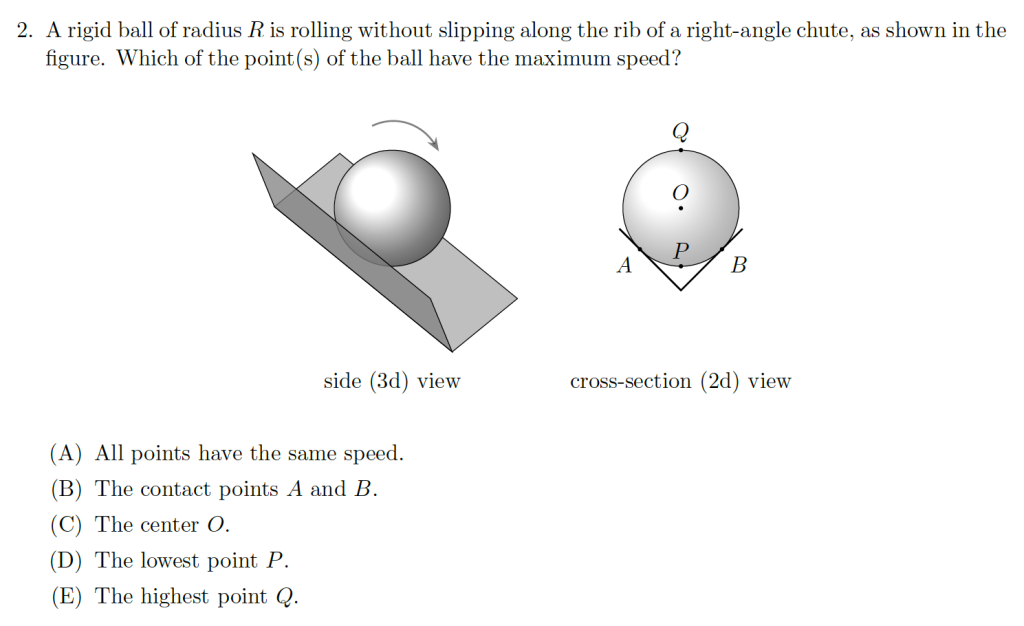 2. A rigid ball of radius R is rolling without slipping along the rib of a right-angle chute, as shown in the
figure. Which of the point(s) of the ball have the maximum speed?
Q
O
P
A
B
side (3d) view
cross-section (2d) view
(A) All points have the same speed.
(B) The contact points A and B.
(C) The center O.
(D) The lowest point P.
(E) The highest point Q.